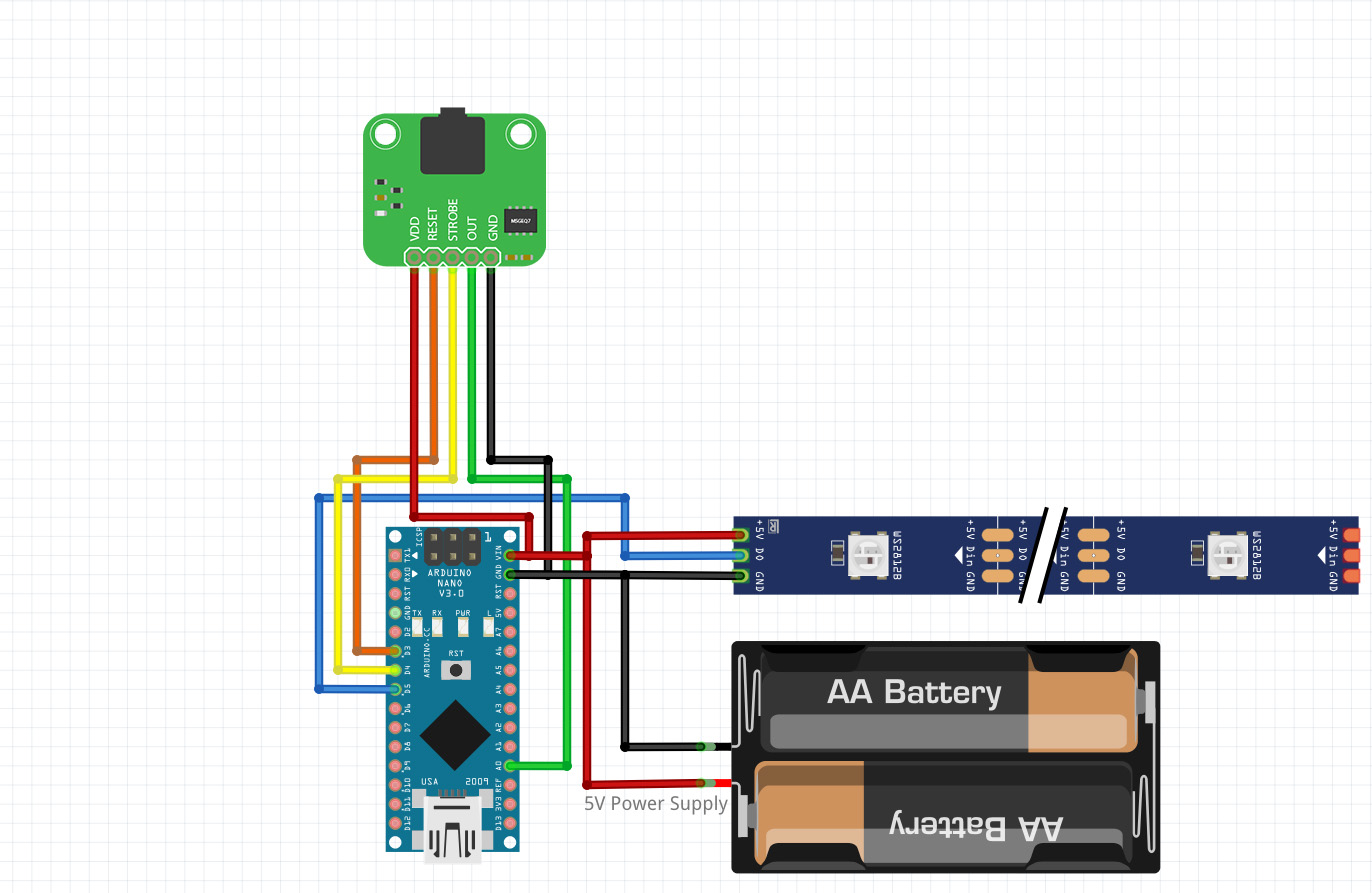 VDD
RESET
STROBE
OUT
GND
MSGEQ7
ICSP
1
TX1
RX0
RST
GND
D2
D3
D4
D5
D6
D7
D8
D9
D10
D11
D12
ARDUINO
NANO
V3.0
TX
RX
PWR
L
ARDUINO.CC
RST
USA
2009
VIN
GND
RST
5V
A7
A6
A5
A4
A3
A2
A1
A0
REF
3V3
D13
+5V
DO
GND
R
WS2812B
+5V
Din
GND
+5V
DO
+5V
Din
GND
+5V
DO
GND
WS2812B
+5V
Din
GND
AA Battery
AA Battery
5V Power Supply